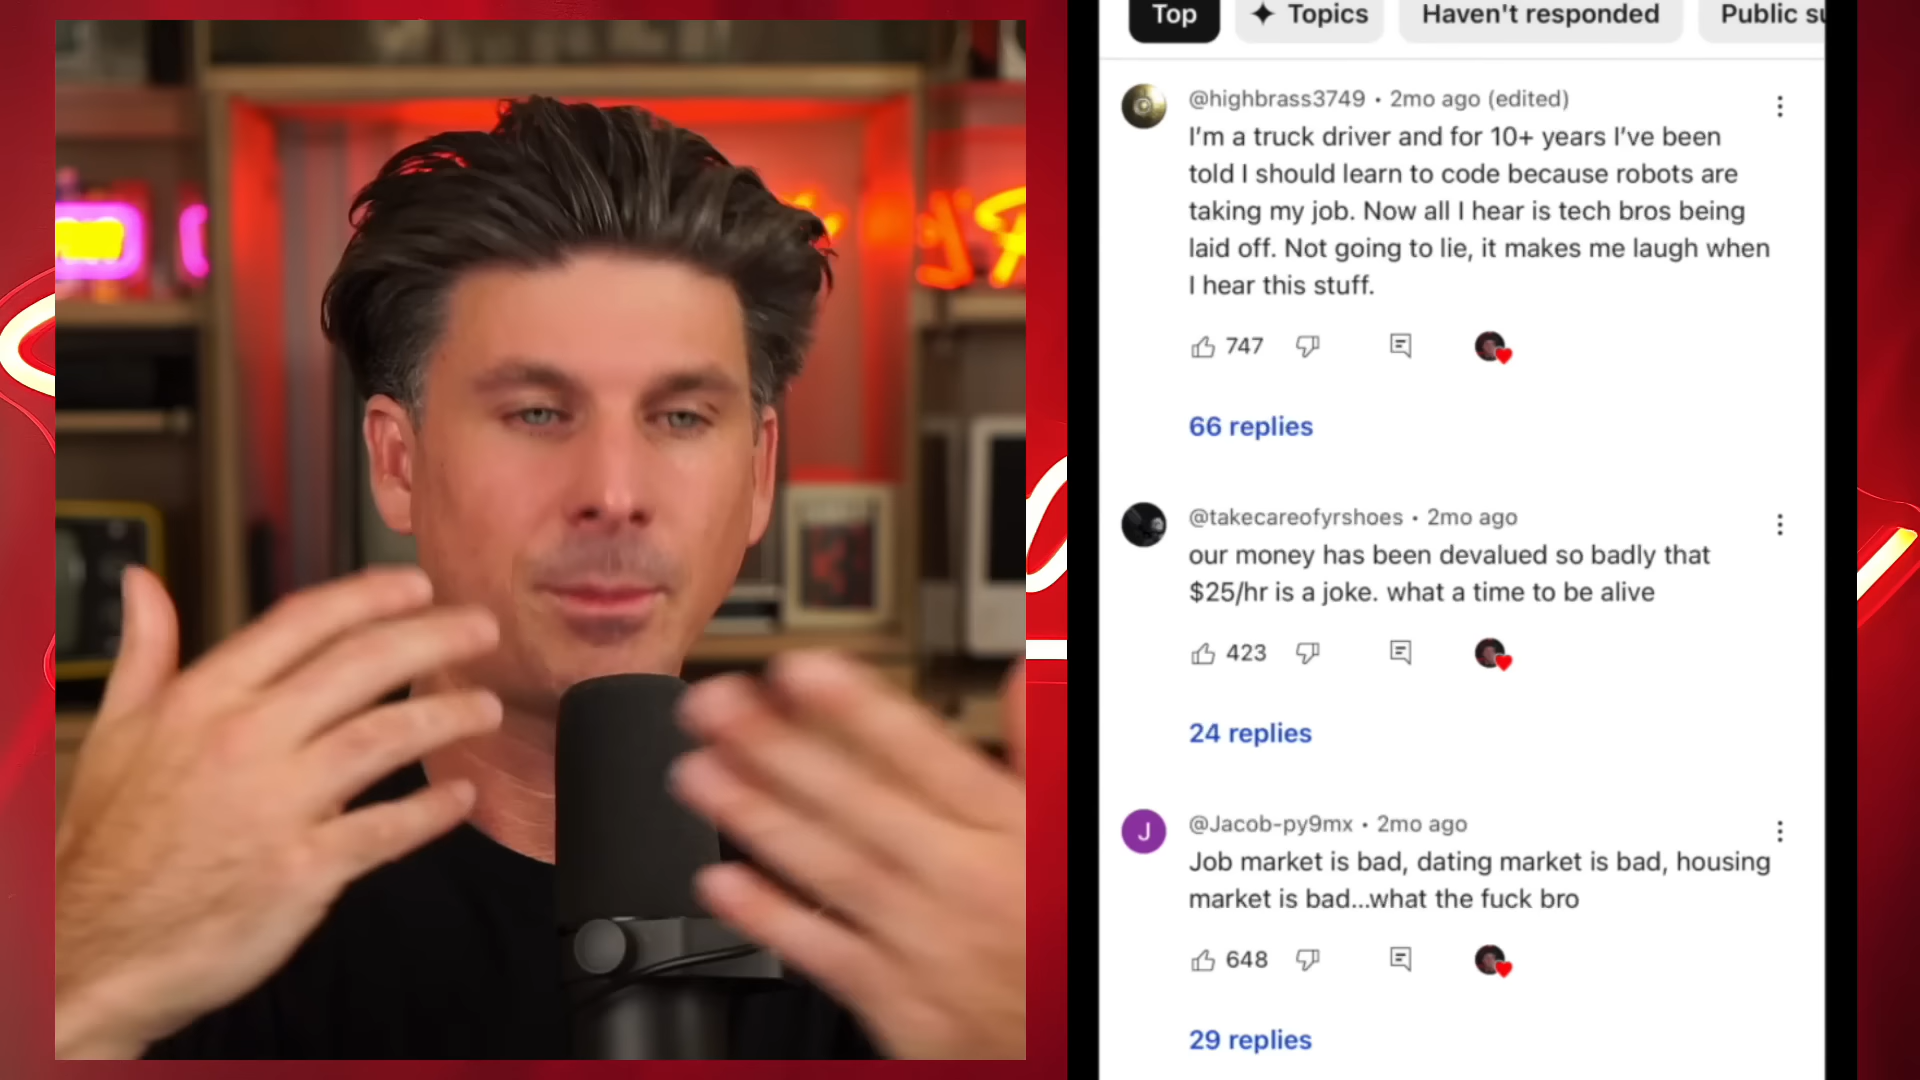 Top
Topics
Haven't responded
Public su
@highbrass3749 • 2mo ago (edited)
I'm a truck driver and for 10+ years I've been
told I should learn to code because robots are
taking my job. Now all I hear is tech bros being
laid off. Not going to lie, it makes me laugh when
I hear this stuff.
747
66 replies
@takecareofyrshoes • 2mo ago
our money has been devalued so badly that
$25/hr is a joke. what a time to be alive
423
24 replies
J
@Jacob-py9mx • 2mo ago
Job market is bad, dating market is bad, housing
market is bad...what the fuck bro
648
29 replies